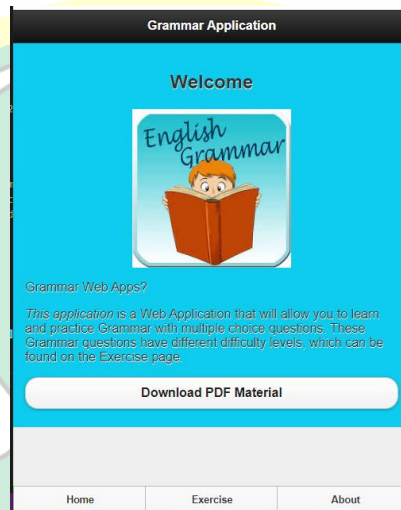 Grammar Application
Welcome
English
Grammar
Grammar Web Apps?
This application is a Web Application that will allow you to learn
and practice Grammar with multiple choice questions. These
Grammar questions have different difficulty levels, which can be
found on the Exercise page.
Download PDF Material
Home Exercise About